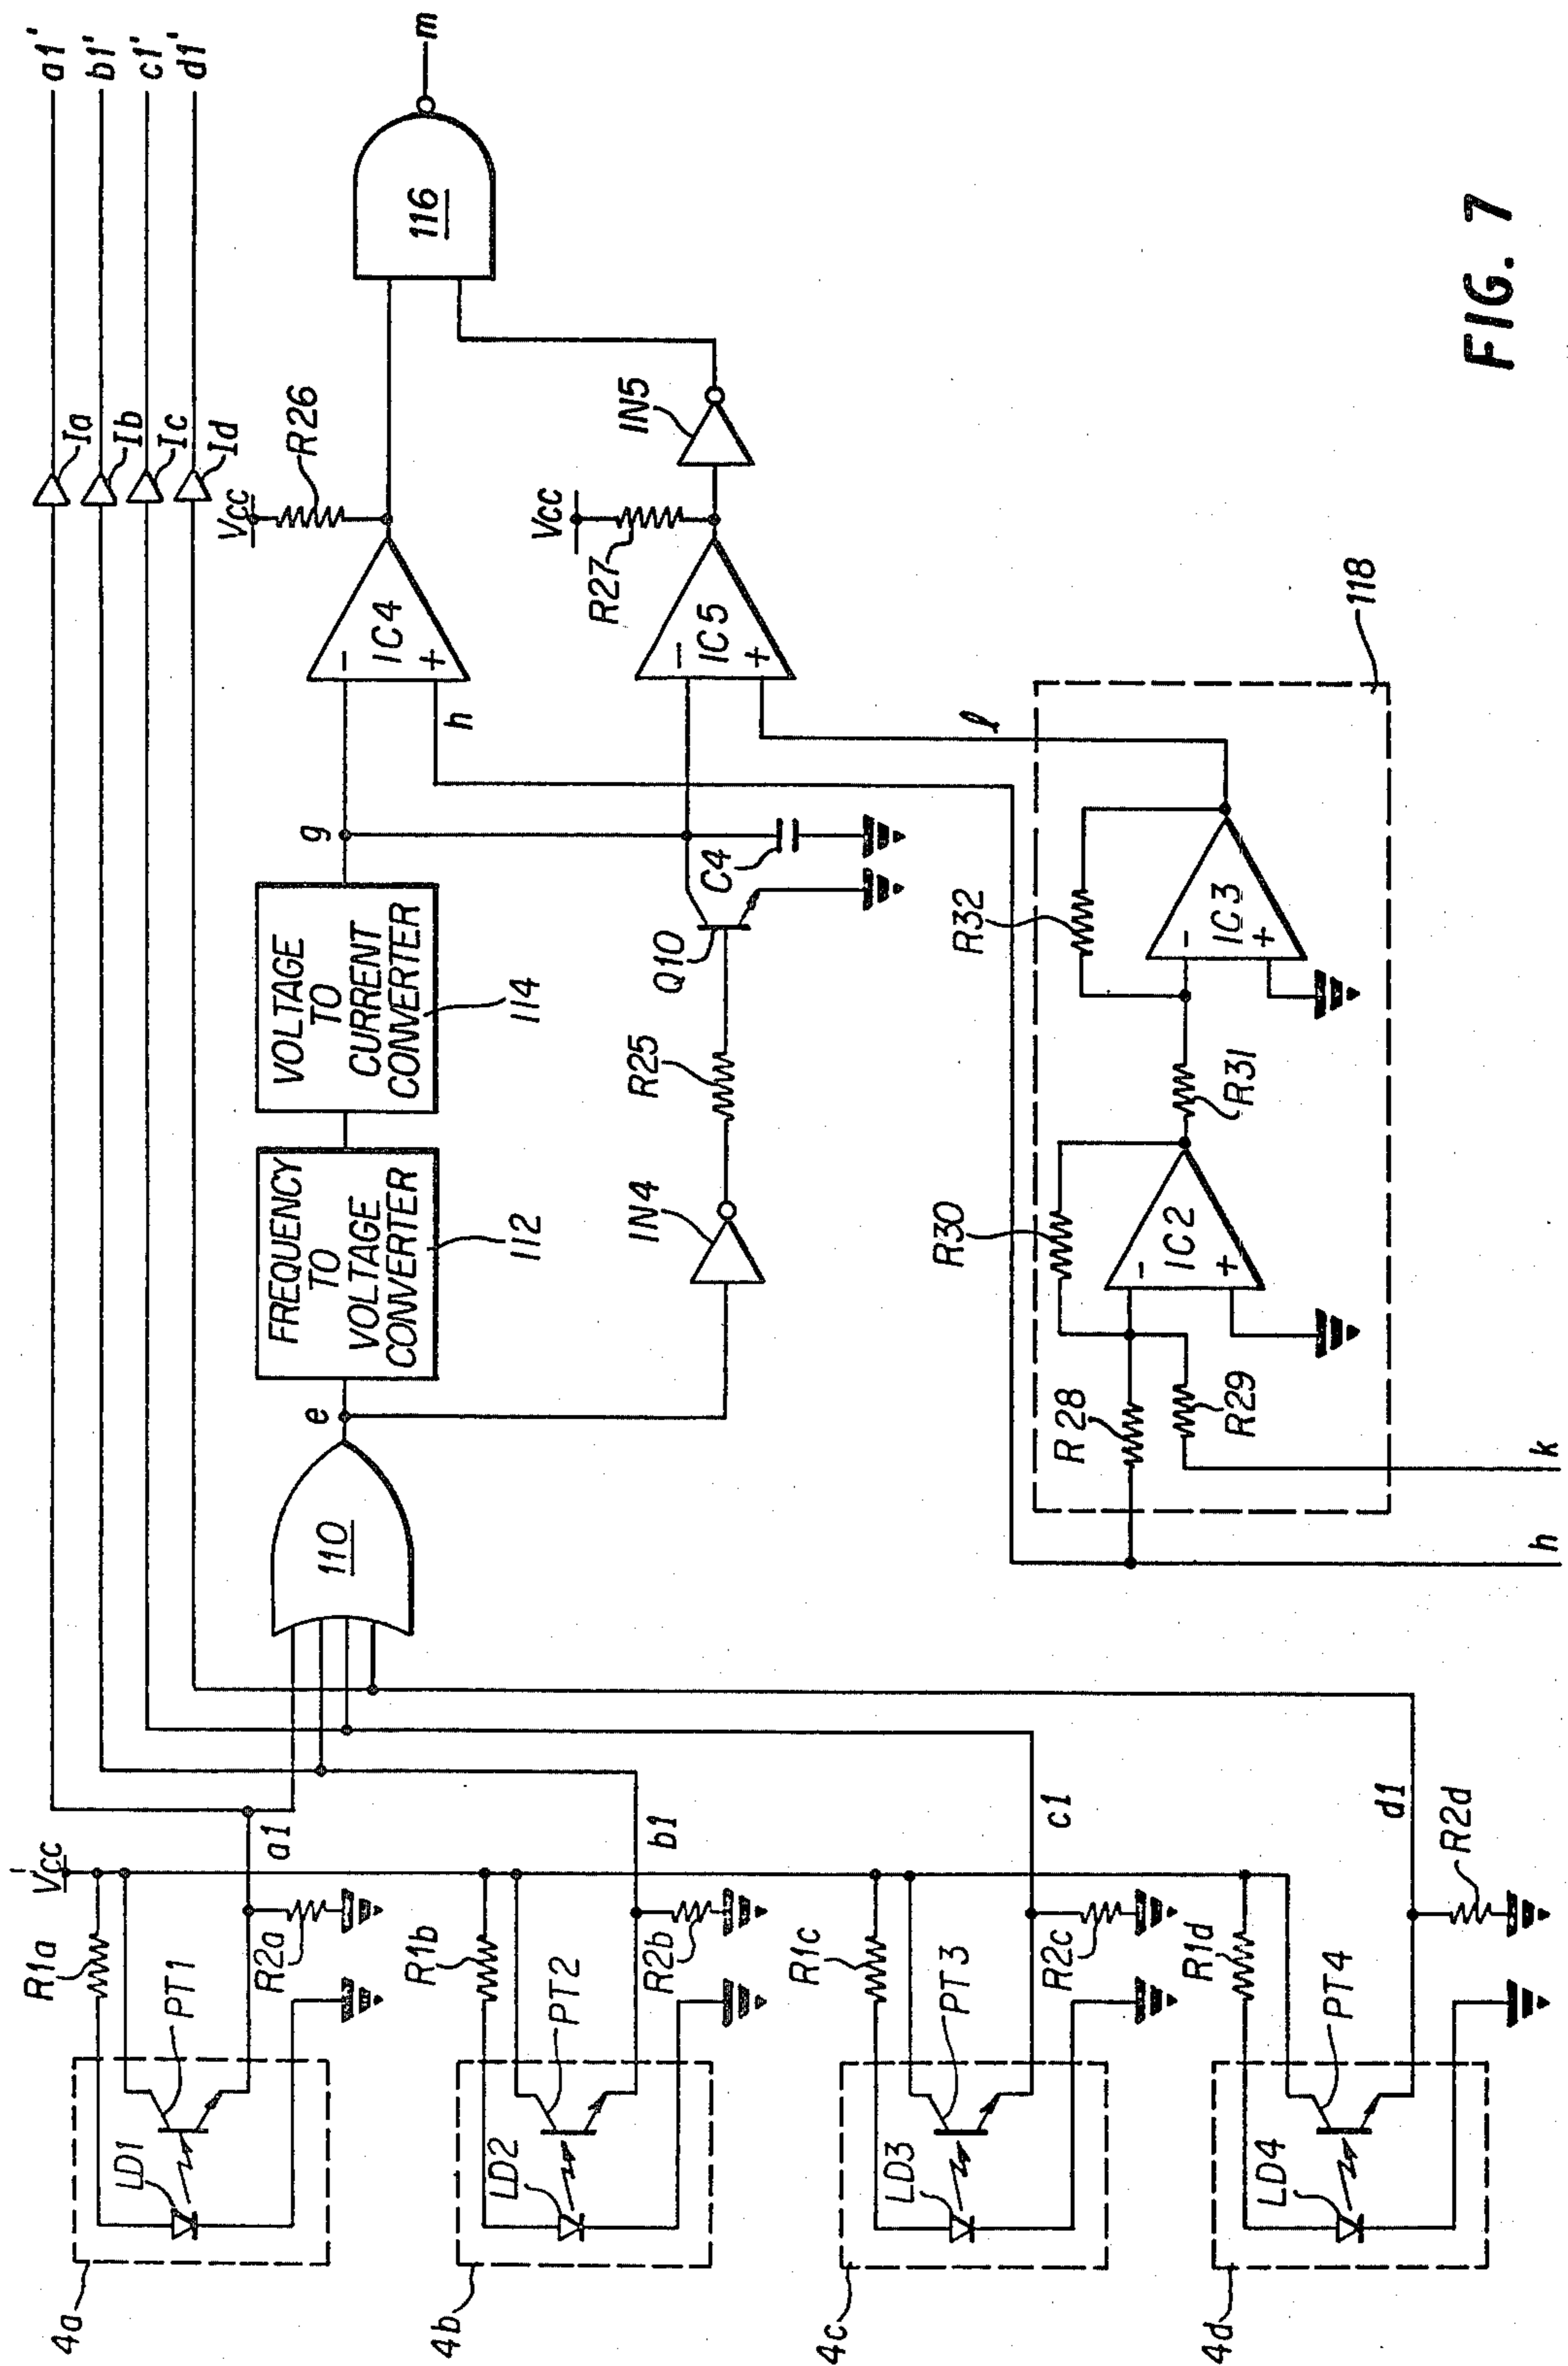 a1'
b1'
c1'
d1'
Ia
Ib
Ic
Id
m
116
Vcc
R26
IN5
Vcc
R27
IC4
-
+
IC5
-
+
h
l
118
g
C4
Q10
R25
IN4
VOLTAGE
TO
CURRENT
CONVERTER
114
FREQUENCY
TO
VOLTAGE
CONVERTER
112
e
110
R32
IC3
-
+
R31
R30
IC2
-
+
R28
R29
h
k
Vcc
a1
b1
c1
d1
R1a
PT1
R2a
LD1
4a
R1b
PT2
R2b
LD2
4b
R1c
PT3
R2c
LD3
4c
R1d
PT4
R2d
LD4
4d
FIG. 7